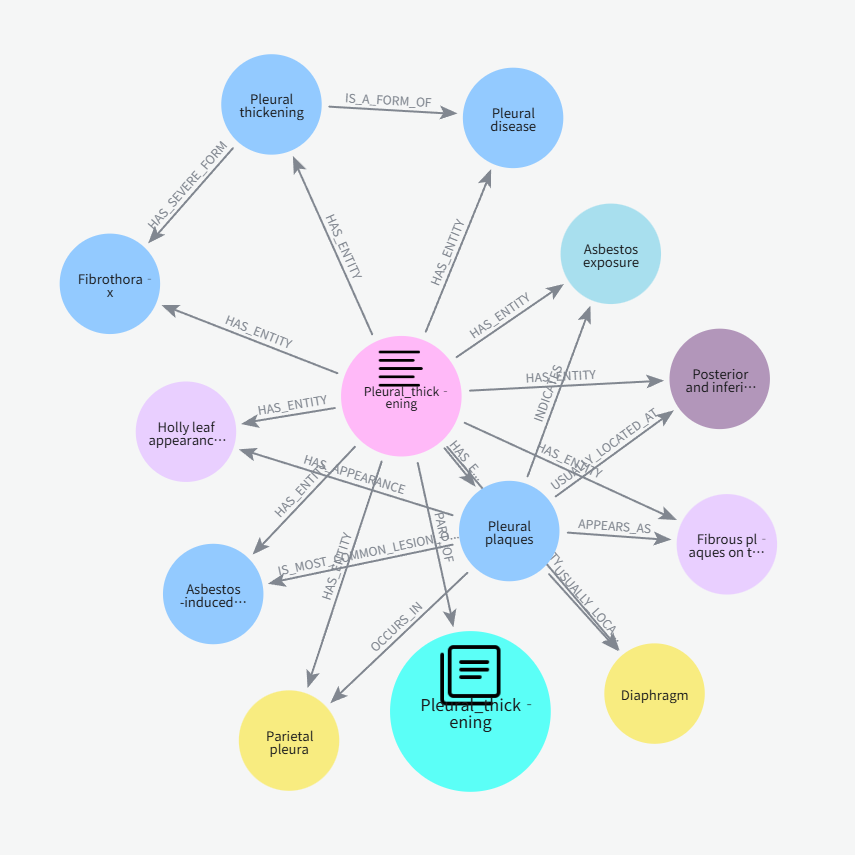 Pleural
thickening
IS_A_FORM_OF
Pleural
disease
HAS_SEVERE_FORM
HAS_ENTITY
HAS_ENTITY
Asbestos
exposure
Fibrothora -
x
HAS_ENTITY
HAS_ENTITY
Pleural_thick -
ening
HAS_ENTITY
INDICATES
Posterior
and inferi…
HAS_ENTITY
Holly leaf
appearanc…
USUALLY_LOCATED_AT
HAS_ENTITY
HAS_E…
HAS_APPEARANCE
HAS_ENTITY
PART_OF
Pleural
plaques
APPEARS_AS
Fibrous pl -
aques on t…
IS_MOST_COMMON_LESION_O…
HAS_ENTITY
Asbestos
-induced…
OCCURS_IN
TY
USUALLY_LOCA…
Parietal
pleura
Pleural_thick -
ening
Diaphragm